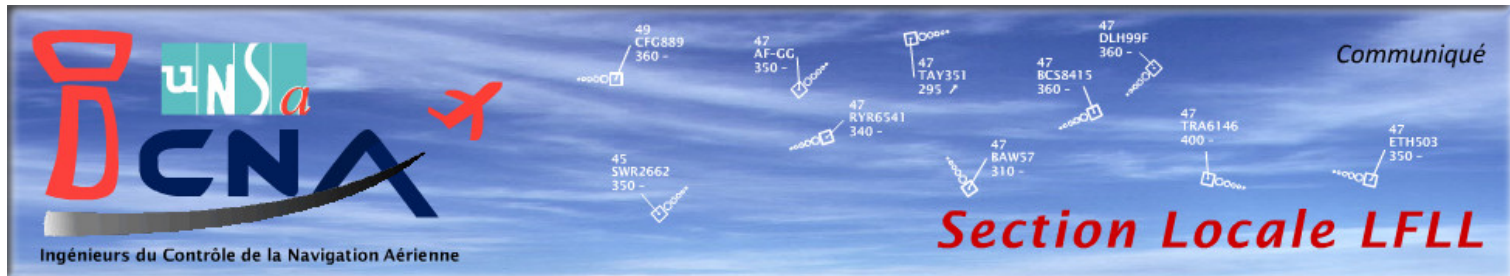 UNSa
ICNA
Ingénieurs du Contrôle de la Navigation Aérienne
49
CFG889
360 -
47
AF-GG
350 -
47
TAY351
295 ↗
47
DLH99F
360 -
47
BCS8415
360 -
47
RYR6541
340 -
45
SWR2662
350 -
47
BAW57
310 -
47
TRA6146
400 -
47
ETH503
350 -
Communiqué
Section Locale LFLL